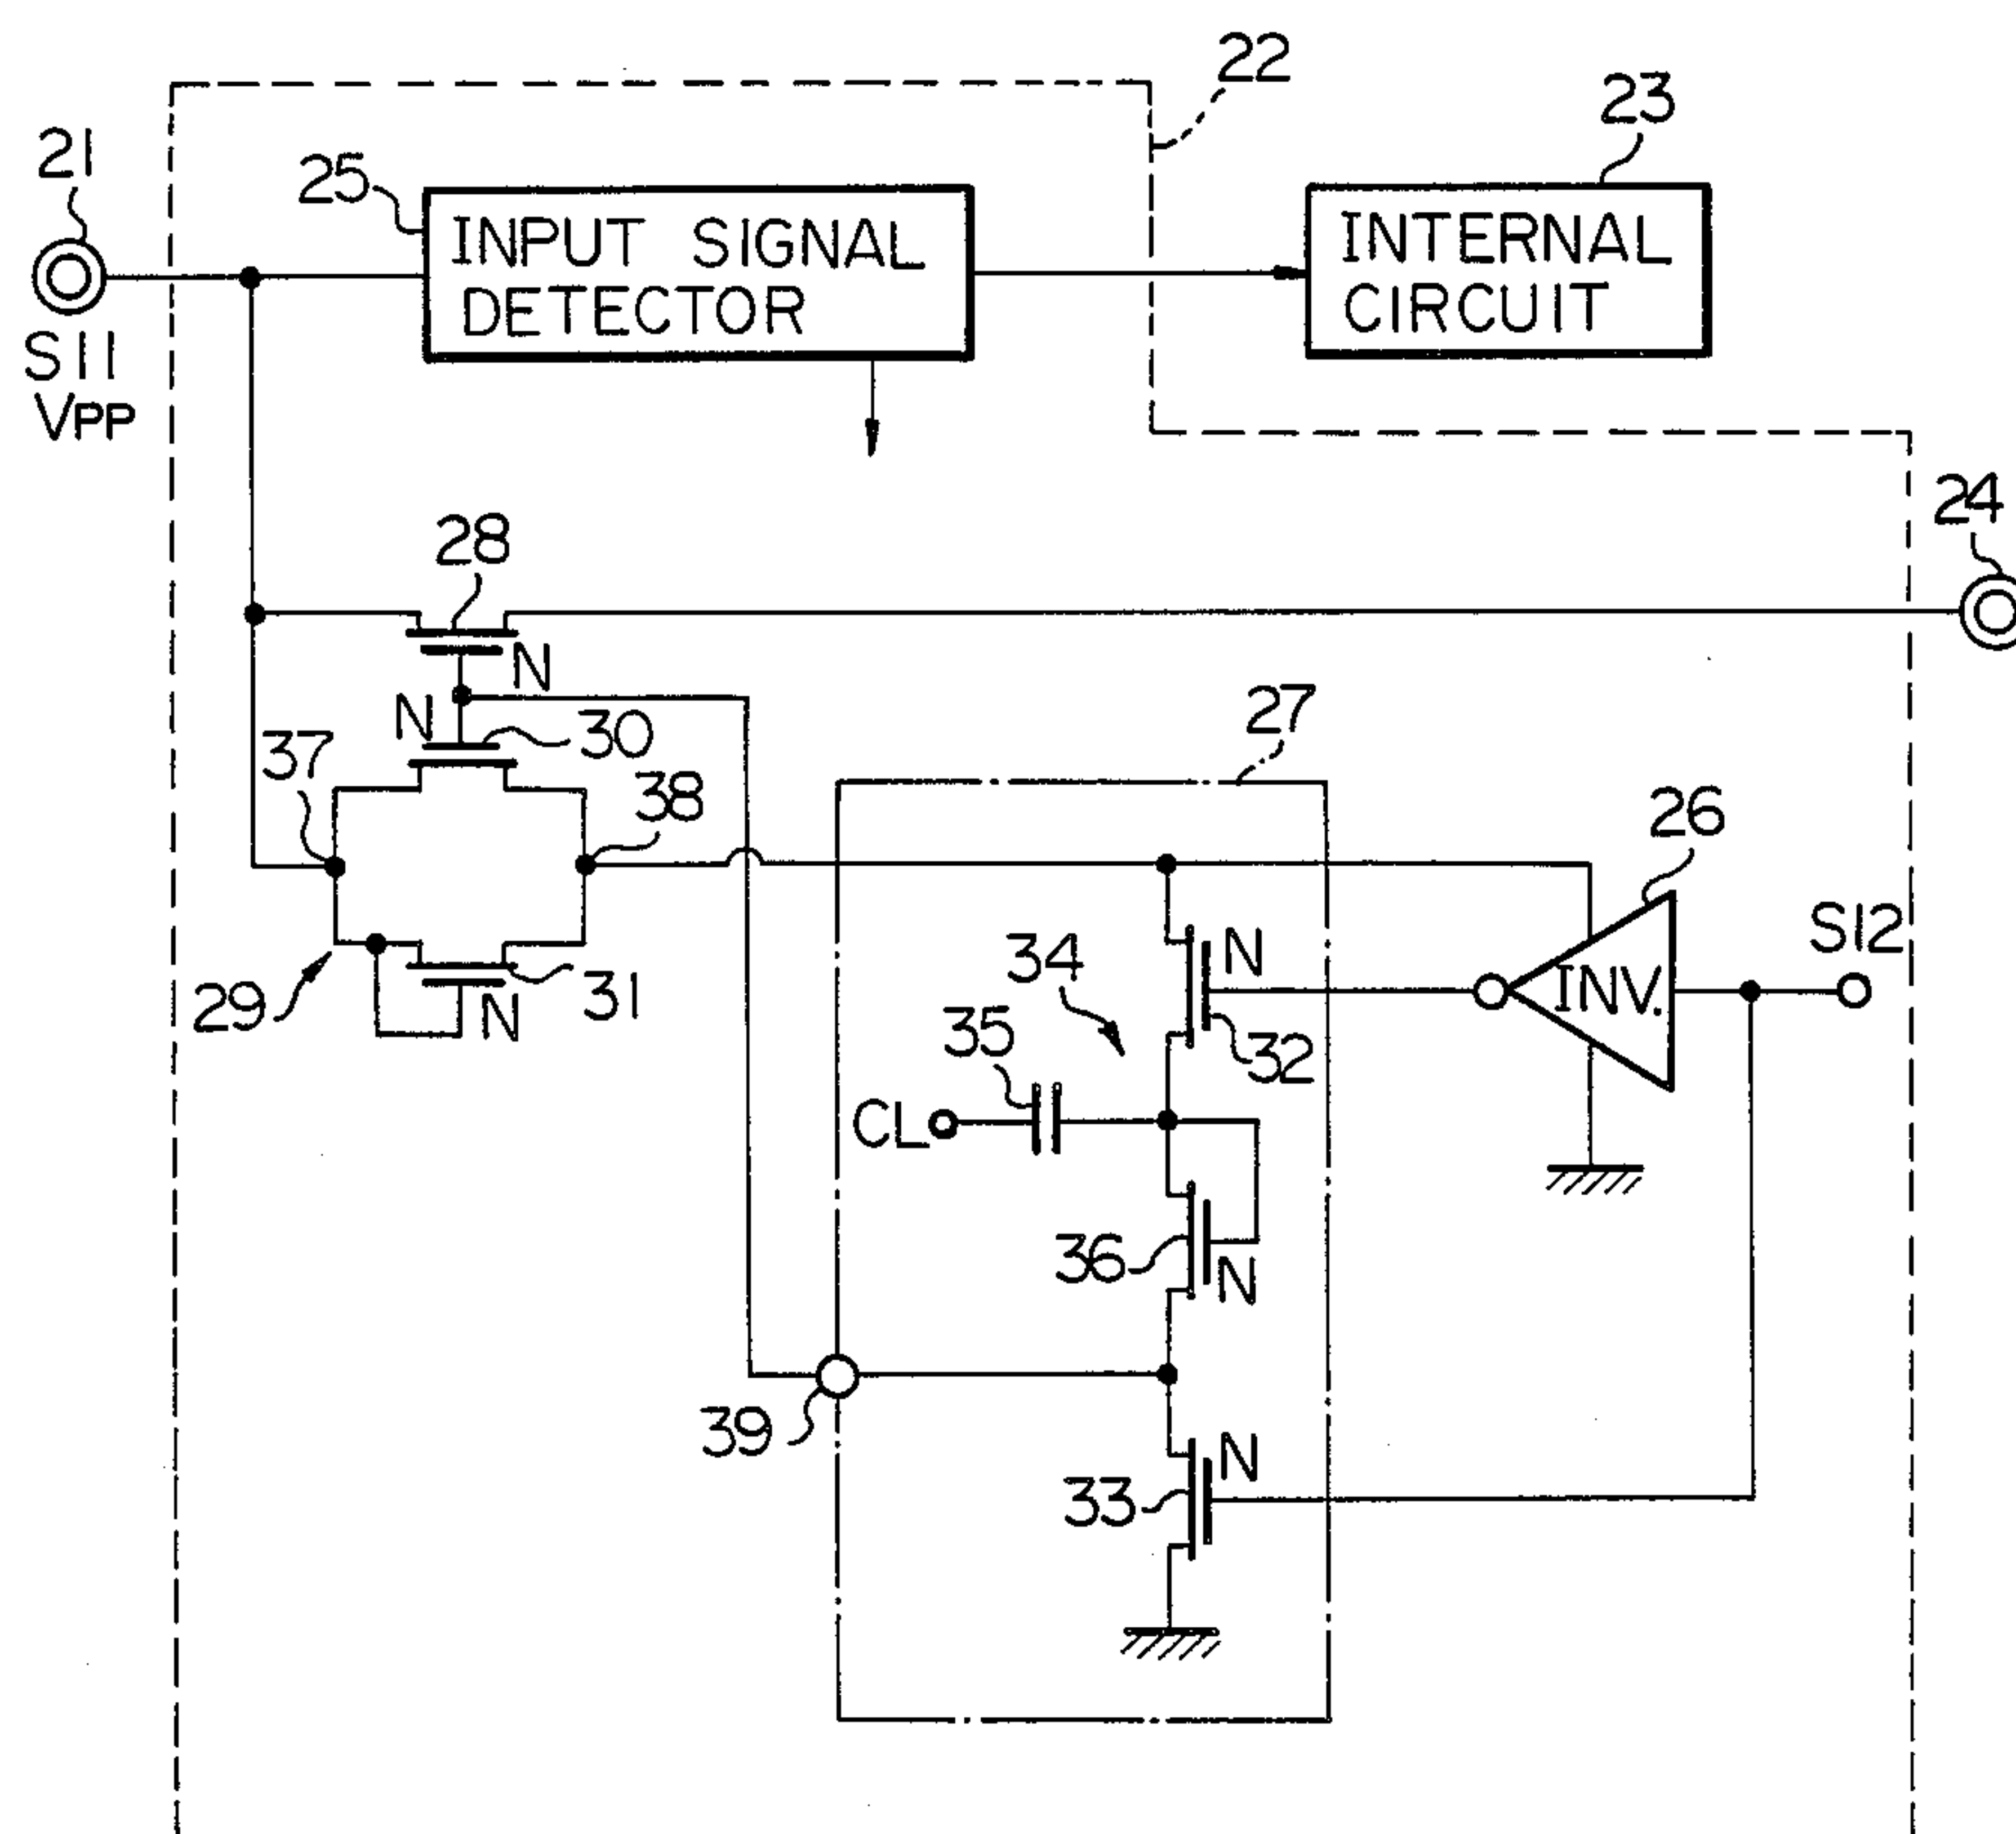 22
23
21
25
INPUT SIGNAL
DETECTOR
INTERNAL
CIRCUIT
S11
VPP
24
28
N
N
30
27
37
38
26
S12
34
N
INV.
29
31
N
35
32
CL
36
N
39
N
33